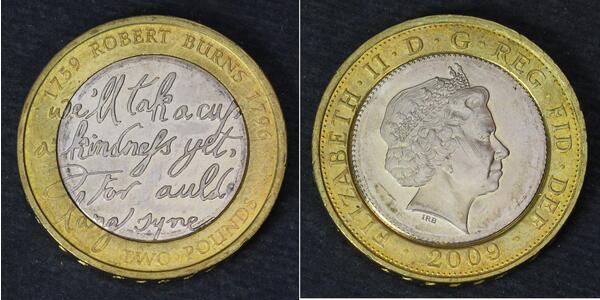 1759 ROBERT BURNS 1796
we'll tak a cup
a kindness yet,
For auld
lang syne
TWO POUNDS
ELIZABETH · II · D · G · REG · FID · DEF
IRB
2009